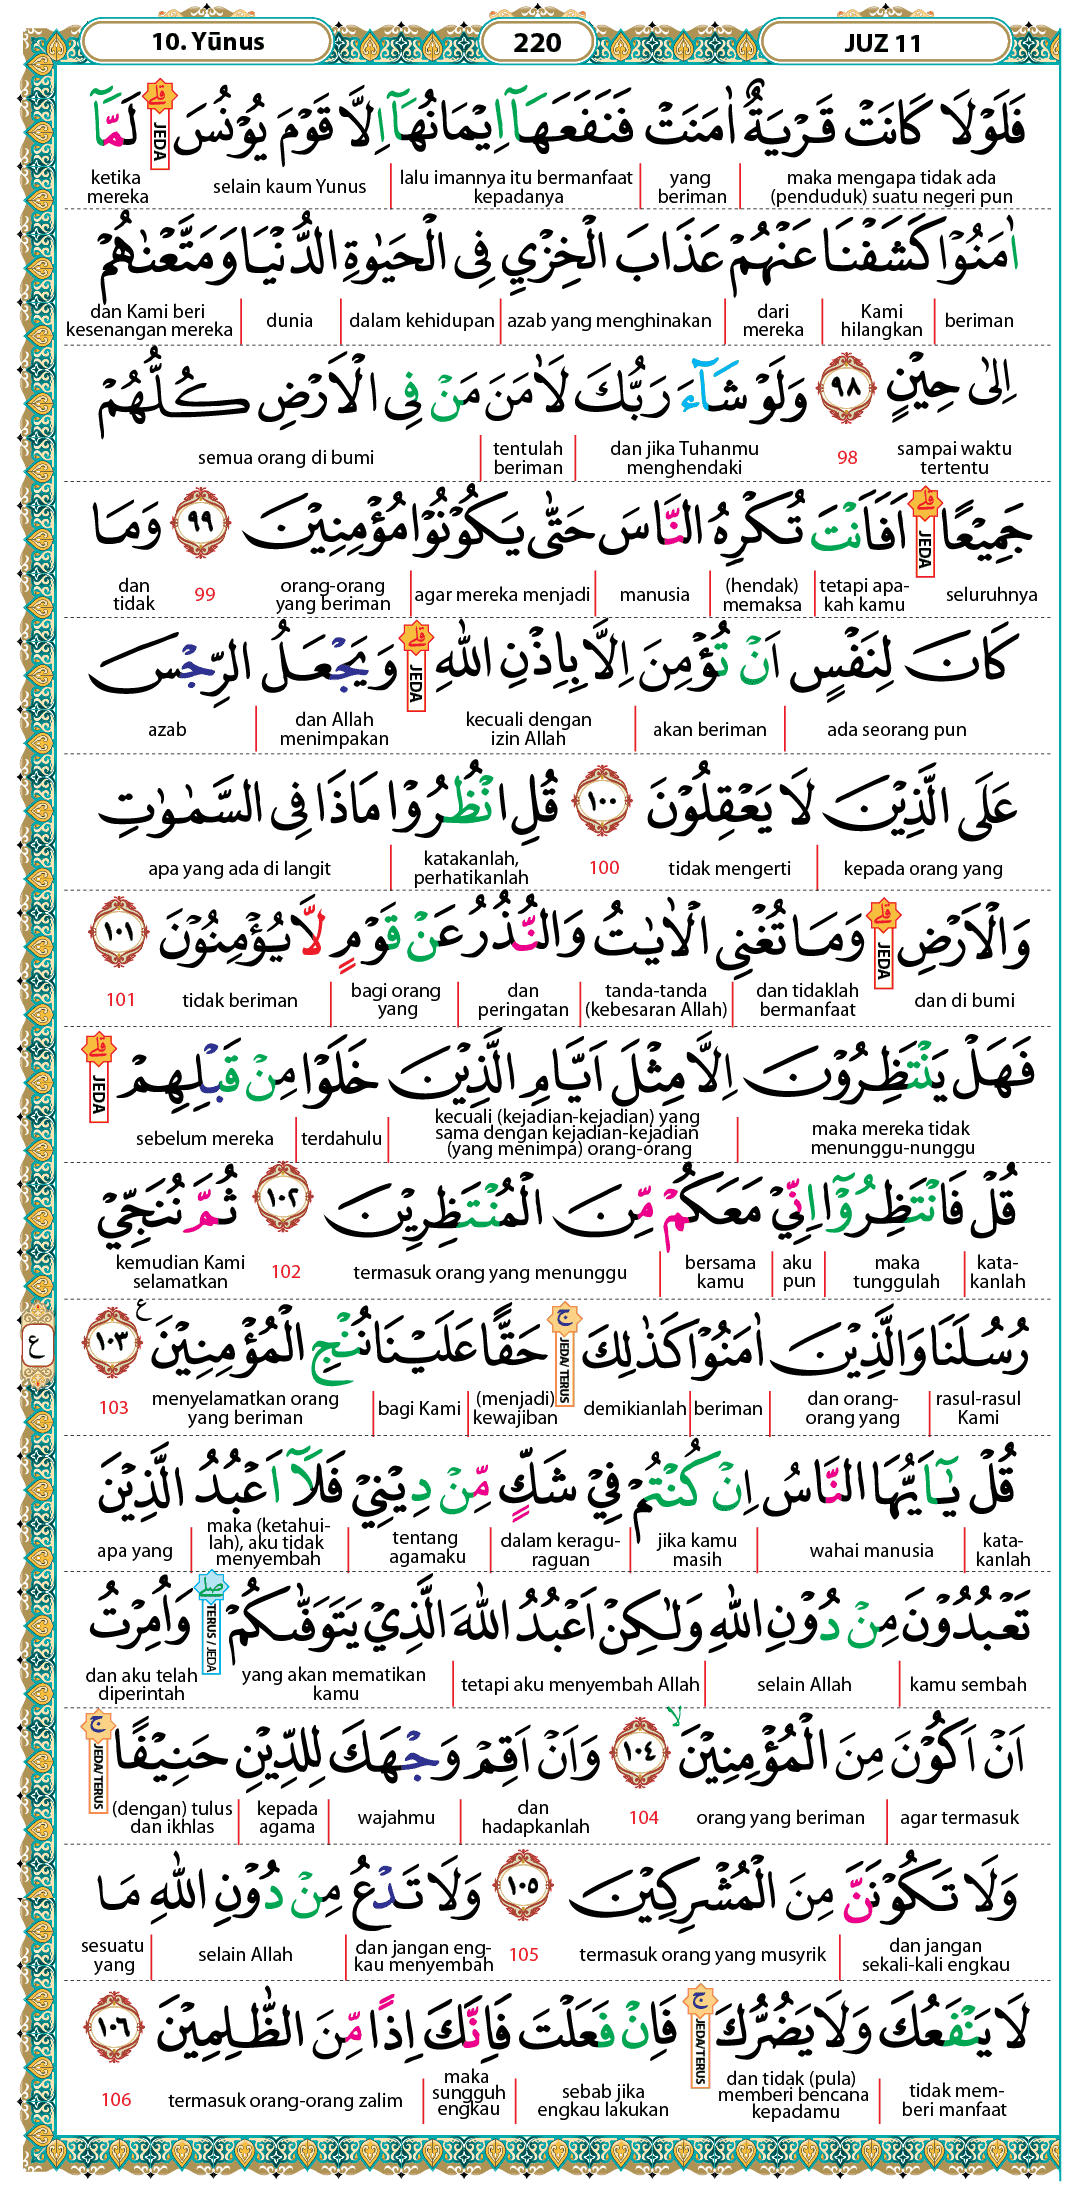 10. Yūnus 220 JUZ 11
فَلَوْلَا كَانَتْ قَرْيَةٌ اٰمَنَتْ فَنَفَعَهَآ اِيْمَانُهَآ اِلَّا قَوْمَ يُوْنُسَۗ لَمَّآ
JEDA
maka mengapa tidak ada (penduduk) suatu negeri pun
yang beriman
lalu imannya itu bermanfaat kepadanya
selain kaum Yunus
ketika mereka
اٰمَنُوْا كَشَفْنَا عَنْهُمْ عَذَابَ الْخِزْيِ فِى الْحَيٰوةِ الدُّنْيَا وَمَتَّعْنٰهُمْ
beriman
Kami hilangkan
dari mereka
azab yang menghinakan
dalam kehidupan
dunia
dan Kami beri kesenangan mereka
اِلٰى حِيْنٍ ٩٨ وَلَوْ شَاۤءَ رَبُّكَ لَاٰمَنَ مَنْ فِى الْاَرْضِ كُلُّهُمْ
sampai waktu tertentu
98
dan jika Tuhanmu menghendaki
tentulah beriman
semua orang di bumi
جَمِيْعًاۗ اَفَاَنْتَ تُكْرِهُ النَّاسَ حَتّٰى يَكُوْنُوْا مُؤْمِنِيْنَ ٩٩ وَمَا
JEDA
seluruhnya
tetapi apa-kah kamu
(hendak) memaksa
manusia
agar mereka menjadi
orang-orang yang beriman
99
dan tidak
كَانَ لِنَفْسٍ اَنْ تُؤْمِنَ اِلَّا بِاِذْنِ اللّٰهِۗ وَيَجْعَلُ الرِّجْسَ
JEDA
ada seorang pun
akan beriman
kecuali dengan izin Allah
dan Allah menimpakan
azab
عَلَى الَّذِيْنَ لَا يَعْقِلُوْنَ ١٠٠ قُلِ انْظُرُوْا مَاذَا فِى السَّمٰوٰتِ
kepada orang yang
tidak mengerti
100
katakanlah, perhatikanlah
apa yang ada di langit
وَالْاَرْضِۗ وَمَا تُغْنِى الْاٰيٰتُ وَالنُّذُرُ عَنْ قَوْمٍ لَّا يُؤْمِنُوْنَ ١٠١
JEDA
dan di bumi
dan tidaklah bermanfaat
tanda-tanda (kebesaran Allah)
dan peringatan
bagi orang yang
tidak beriman
101
فَهَلْ يَنْتَظِرُوْنَ اِلَّا مِثْلَ اَيَّامِ الَّذِيْنَ خَلَوْا مِنْ قَبْلِهِمْۗ
JEDA
maka mereka tidak menunggu-nunggu
kecuali (kejadian-kejadian) yang sama dengan kejadian-kejadian (yang menimpa) orang-orang
terdahulu
sebelum mereka
قُلْ فَانْتَظِرُوْٓا اِنِّيْ مَعَكُمْ مِّنَ الْمُنْتَظِرِيْنَ ١٠٢ ثُمَّ نُنَجِّيْ
kata-kanlah
maka tunggulah
aku pun
bersama kamu
termasuk orang yang menunggu
102
kemudian Kami selamatkan
رُسُلَنَا وَالَّذِيْنَ اٰمَنُوْا كَذٰلِكَۚ حَقًّا عَلَيْنَا نُنْجِ الْمُؤْمِنِيْنَ ١٠٣ ع
JEDA/ TERUS
ع
rasul-rasul Kami
dan orang-orang yang
beriman
demikianlah
(menjadi) kewajiban
bagi Kami
menyelamatkan orang yang beriman
103
قُلْ يٰٓاَيُّهَا النَّاسُ اِنْ كُنْتُمْ فِيْ شَكٍّ مِّنْ دِيْنِيْ فَلَآ اَعْبُدُ الَّذِيْنَ
kata-kanlah
wahai manusia
jika kamu masih
dalam keragu-raguan
tentang agamaku
maka (ketahui-lah), aku tidak menyembah
apa yang
تَعْبُدُوْنَ مِنْ دُوْنِ اللّٰهِ وَلٰكِنْ اَعْبُدُ اللّٰهَ الَّذِيْ يَتَوَفّٰىكُمْۖ وَاُمِرْتُ
TERUS / JEDA
kamu sembah
selain Allah
tetapi aku menyembah Allah
yang akan mematikan kamu
dan aku telah diperintah
اَنْ اَكُوْنَ مِنَ الْمُؤْمِنِيْنَ ۙ ١٠٤ وَاَنْ اَقِمْ وَجْهَكَ لِلدِّيْنِ حَنِيْفًاۚ
JEDA/ TERUS
agar termasuk
orang yang beriman
104
dan hadapkanlah
wajahmu
kepada agama
(dengan) tulus dan ikhlas
وَلَا تَكُوْنَنَّ مِنَ الْمُشْرِكِيْنَ ١٠٥ وَلَا تَدْعُ مِنْ دُوْنِ اللّٰهِ مَا
dan jangan sekali-kali engkau
termasuk orang yang musyrik
105
dan jangan eng-kau menyembah
selain Allah
sesuatu yang
لَا يَنْفَعُكَ وَلَا يَضُرُّكَۚ فَاِنْ فَعَلْتَ فَاِنَّكَ اِذًا مِّنَ الظّٰلِمِيْنَ ١٠٦
JEDA/TERUS
tidak mem-beri manfaat
dan tidak (pula) memberi bencana kepadamu
sebab jika engkau lakukan
maka sungguh engkau
termasuk orang-orang zalim
106